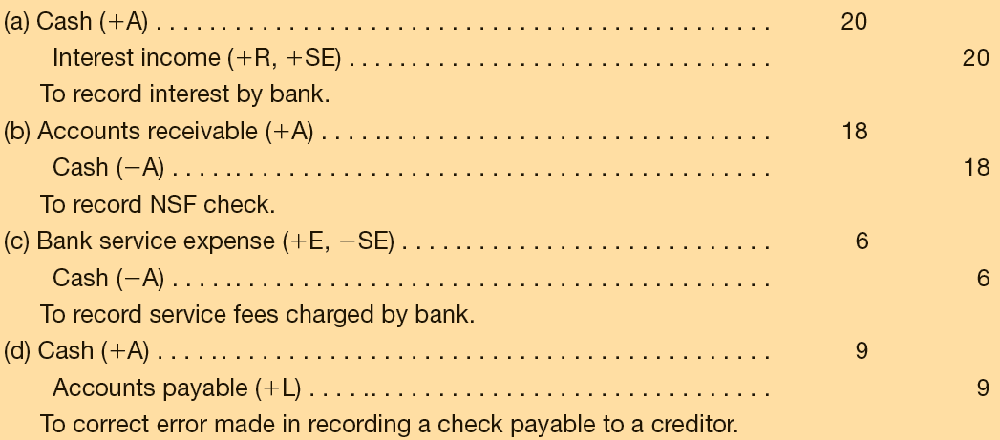 (a) Cash (+A) . . . . . . . . . . . . . . . . . . . . . . . . . . . . . . . . . . . . . . . . . . . . . . . 20
Interest income (+R, +SE) . . . . . . . . . . . . . . . . . . . . . . . . . . . . . . . . 20
To record interest by bank.
(b) Accounts receivable (+A) . . . . . . . . . . . . . . . . . . . . . . . . . . . . . . . . . . 18
Cash (−A) . . . . . . . . . . . . . . . . . . . . . . . . . . . . . . . . . . . . . . . . . . . . . 18
To record NSF check.
(c) Bank service expense (+E, −SE) . . . . . . . . . . . . . . . . . . . . . . . . . . . . 6
Cash (−A) . . . . . . . . . . . . . . . . . . . . . . . . . . . . . . . . . . . . . . . . . . . . . 6
To record service fees charged by bank.
(d) Cash (+A) . . . . . . . . . . . . . . . . . . . . . . . . . . . . . . . . . . . . . . . . . . . . . . 9
Accounts payable (+L) . . . . . . . . . . . . . . . . . . . . . . . . . . . . . . . . . . . 9
To correct error made in recording a check payable to a creditor.